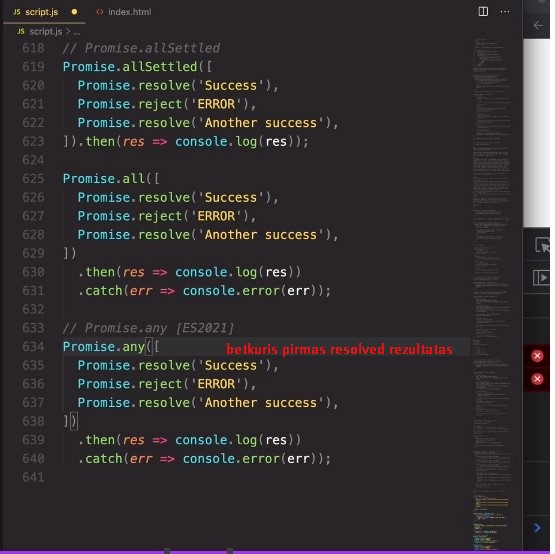 JS script.js ● <> index.html ...
JS script.js > ...
618 // Promise.allSettled
619 Promise.allSettled([
620   Promise.resolve('Success'),
621   Promise.reject('ERROR'),
622   Promise.resolve('Another success'),
623 ]).then(res => console.log(res));
624
625 Promise.all([
626   Promise.resolve('Success'),
627   Promise.reject('ERROR'),
628   Promise.resolve('Another success'),
629 ])
630   .then(res => console.log(res))
631   .catch(err => console.error(err));
632
633 // Promise.any [ES2021]
634 Promise.any([ betkuris pirmas resolved rezultatas
635   Promise.resolve('Success'),
636   Promise.reject('ERROR'),
637   Promise.resolve('Another success'),
638 ])
639   .then(res => console.log(res))
640   .catch(err => console.error(err));
641